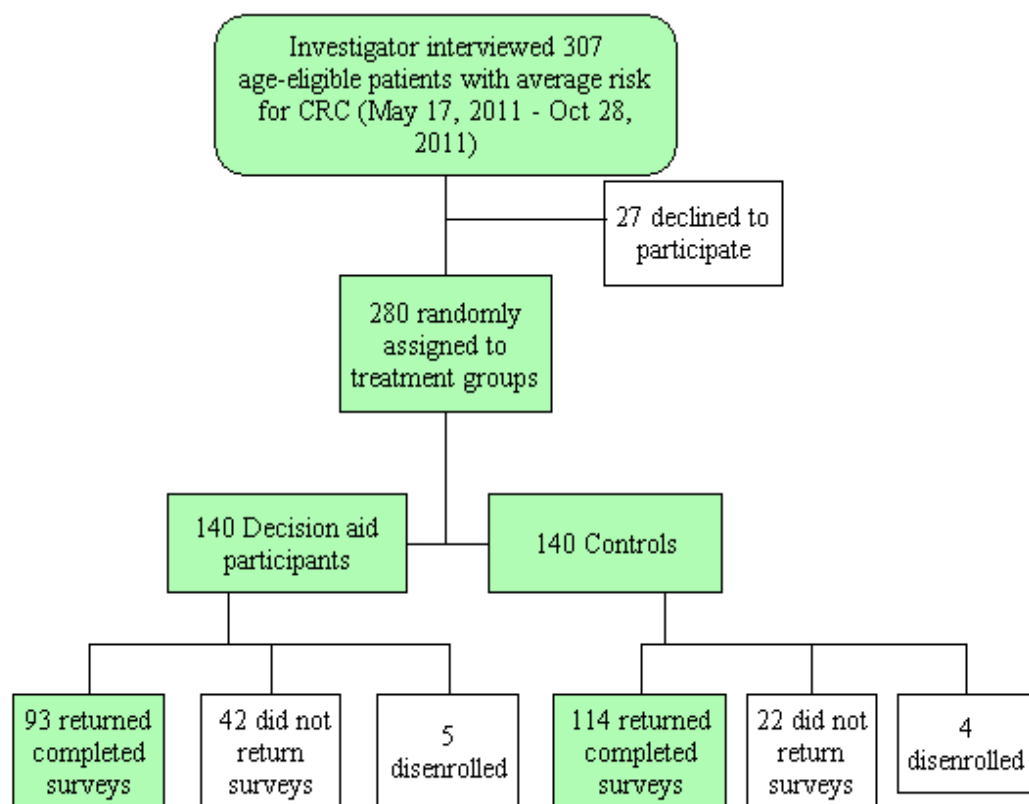 Investigator interviewed 307
age-eligible patients with average risk
for CRC (May 17, 2011 - Oct 28,
2011)
27 declined to
participate
280 randomly
assigned to
treatment groups
140 Decision aid
participants
140 Controls
93 returned
completed
surveys
42 did not
return
surveys
5
disenrolled
114 returned
completed
surveys
22 did not
return
surveys
4
disenrolled